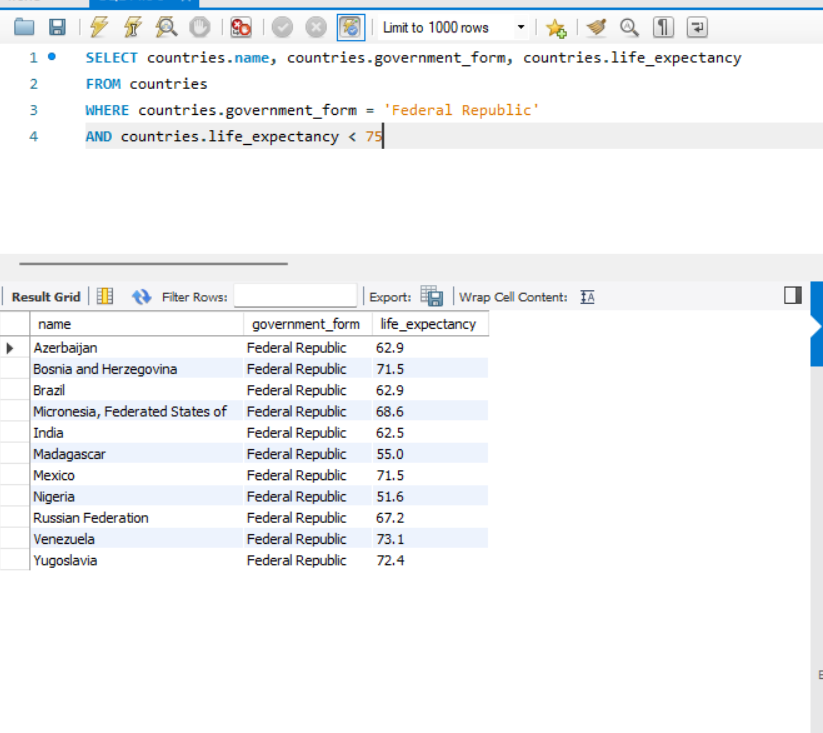 Limit to 1000 rows
1 SELECT countries.name, countries.government_form, countries.life_expectancy
2 FROM countries
3 WHERE countries.government_form = 'Federal Republic'
4 AND countries.life_expectancy < 75
Result Grid Filter Rows: Export: Wrap Cell Content: IA
name government_form life_expectancy
Azerbaijan Federal Republic 62.9
Bosnia and Herzegovina Federal Republic 71.5
Brazil Federal Republic 62.9
Micronesia, Federated States of Federal Republic 68.6
India Federal Republic 62.5
Madagascar Federal Republic 55.0
Mexico Federal Republic 71.5
Nigeria Federal Republic 51.6
Russian Federation Federal Republic 67.2
Venezuela Federal Republic 73.1
Yugoslavia Federal Republic 72.4